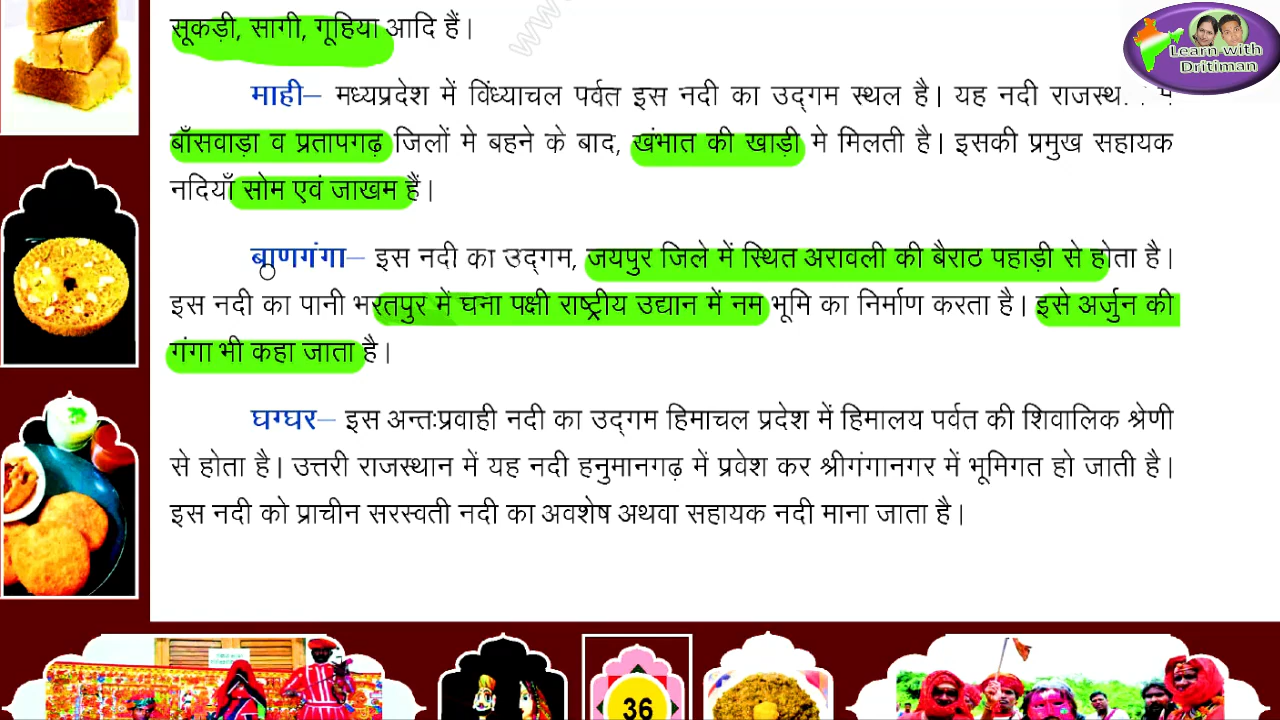 सूकड़ी, सागी, गूहिया आदि हैं।
www.
Learn with
Dritiman
माही– मध्यप्रदेश में विंध्याचल पर्वत इस नदी का उद्‌गम स्थल है। यह नदी
बाँसवाड़ा व प्रतापगढ़ जिलों मे बहने के बाद, खंभात की खाड़ी मे मिलती है। इसकी प्रमुख सहायक
नदियाँ सोम एवं जाखम हैं।
बाणगंगा– इस नदी का उद्‌गम, जयपुर जिले में स्थित अरावली की बैराठ पहाड़ी से होता है।
इस नदी का पानी भरतपुर में घना पक्षी राष्ट्रीय उद्यान में नम भूमि का निर्माण करता है। इसे अर्जुन की
गंगा भी कहा जाता है।
घग्घर– इस अन्तःप्रवाही नदी का उद्‌गम हिमाचल प्रदेश में हिमालय पर्वत की शिवालिक श्रेणी
से होता है। उत्तरी राजस्थान में यह नदी हनुमानगढ़ में प्रवेश कर श्रीगंगानगर में भूमिगत हो जाती है।
इस नदी को प्राचीन सरस्वती नदी का अवशेष अथवा सहायक नदी माना जाता है।
36